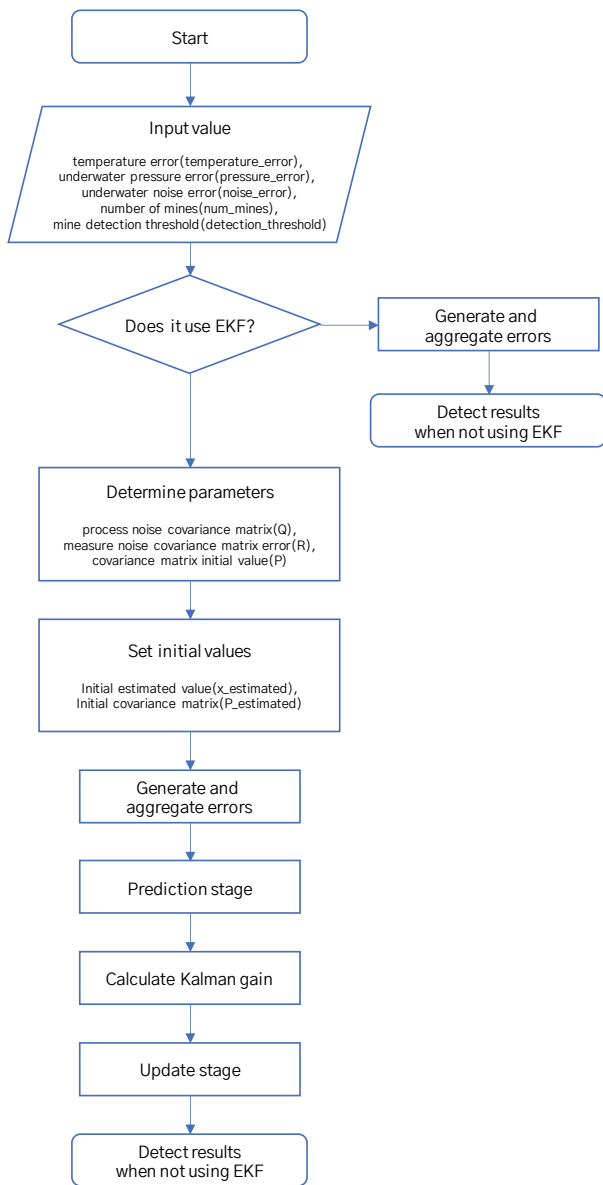 Start
Input value
temperature error(temperature_error),
underwater pressure error(pressure_error),
underwater noise error(noise_error),
number of mines(num_mines),
mine detection threshold(detection_threshold)
Does it use EKF?
Generate and
aggregate errors
Detect results
when not using EKF
Determine parameters
process noise covariance matrix(Q),
measure noise covariance matrix error(R),
covariance matrix initial value(P)
Set initial values
Initial estimated value(x_estimated),
Initial covariance matrix(P_estimated)
Generate and
aggregate errors
Prediction stage
Calculate Kalman gain
Update stage
Detect results
when not using EKF